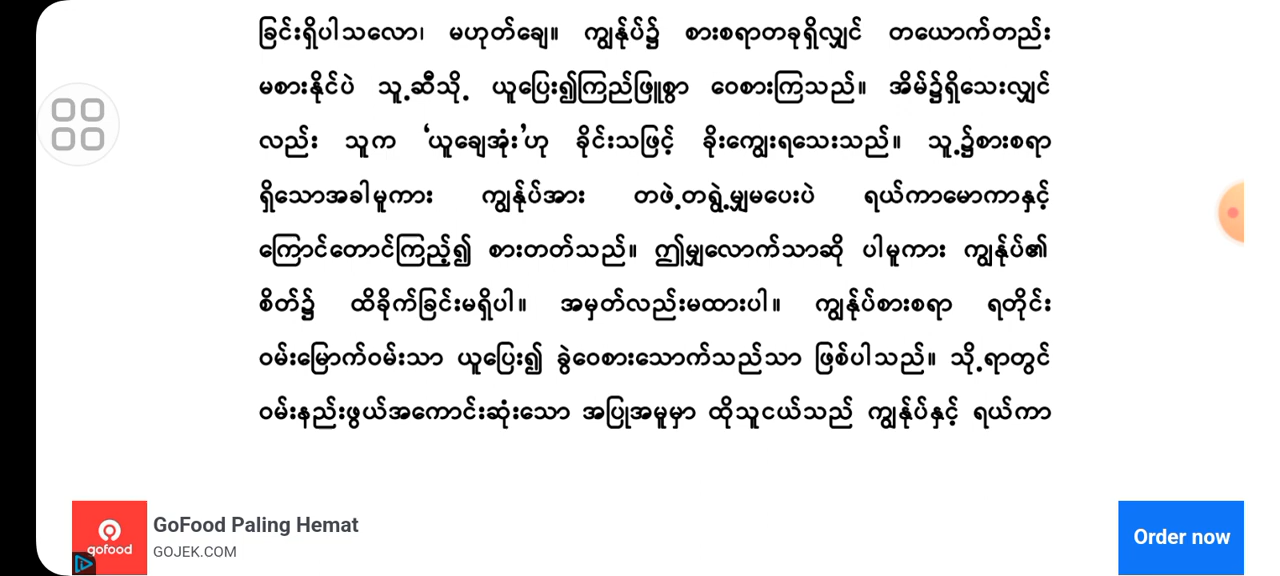 ခြင်းရှိပါသလော၊ မဟုတ်ချေ။ ကျွန်ုပ်၌ စားစရာတခုရှိလျှင် တယောက်တည်း
မစားနိုင်ပဲ သူ့ဆီသို့ ယူပြေး၍ကြည်ဖြူစွာ ဝေစားကြသည်။ အိမ်၌ရှိသေးလျှင်
လည်း သူက ‘ယူချေအုံး’ဟု ခိုင်းသဖြင့် ခိုးကျွေးရသေးသည်။ သူ့၌စားစရာ
ရှိသောအခါမူကား ကျွန်ုပ်အား တဖဲ့တရွဲ့မျှမပေးပဲ ရယ်ကာမောကာနှင့်
ကြောင်တောင်ကြည့်၍ စားတတ်သည်။ ဤမျှလောက်သာဆို ပါမူကား ကျွန်ုပ်၏
စိတ်၌ ထိခိုက်ခြင်းမရှိပါ။ အမှတ်လည်းမထားပါ။ ကျွန်ုပ်စားစရာ ရတိုင်း
ဝမ်းမြောက်ဝမ်းသာ ယူပြေး၍ ခွဲဝေစားသောက်သည်သာ ဖြစ်ပါသည်။ သို့ရာတွင်
ဝမ်းနည်းဖွယ်အကောင်းဆုံးသော အပြုအမူမှာ ထိုသူငယ်သည် ကျွန်ုပ်နှင့် ရယ်ကာ
GoFood Paling Hemat
gofood
GOJEK.COM
Order now